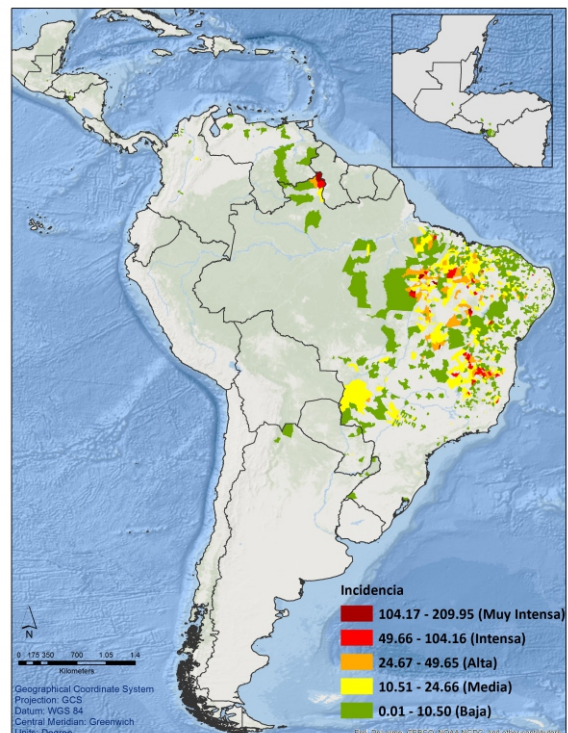 Incidencia
104.17 - 209.95 (Muy Intensa)
49.66 - 104.16 (Intensa)
24.67 - 49.65 (Alta)
10.51 - 24.66 (Media)
0.01 - 10.50 (Baja)
N
0 175 350 700 1.05 1.4
Kilometers
Geographical Coordinate System
Projection: GCS
Datum: WGS 84
Central Meridian: Greenwich
Units: Degree